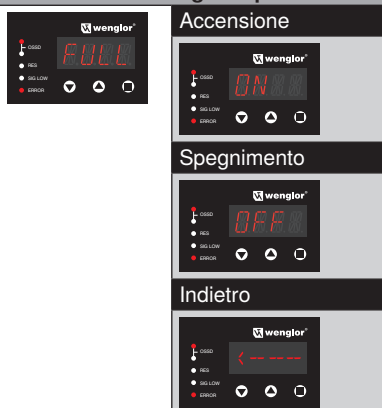 wenglor®
FULL
OSSD
RES
SIG LOW
ERROR
Accensione
wenglor®
ON
OSSD
RES
SIG LOW
ERROR
Spegnimento
wenglor®
OFF
OSSD
RES
SIG LOW
ERROR
Indietro
wenglor®
<-----
OSSD
RES
SIG LOW
ERROR